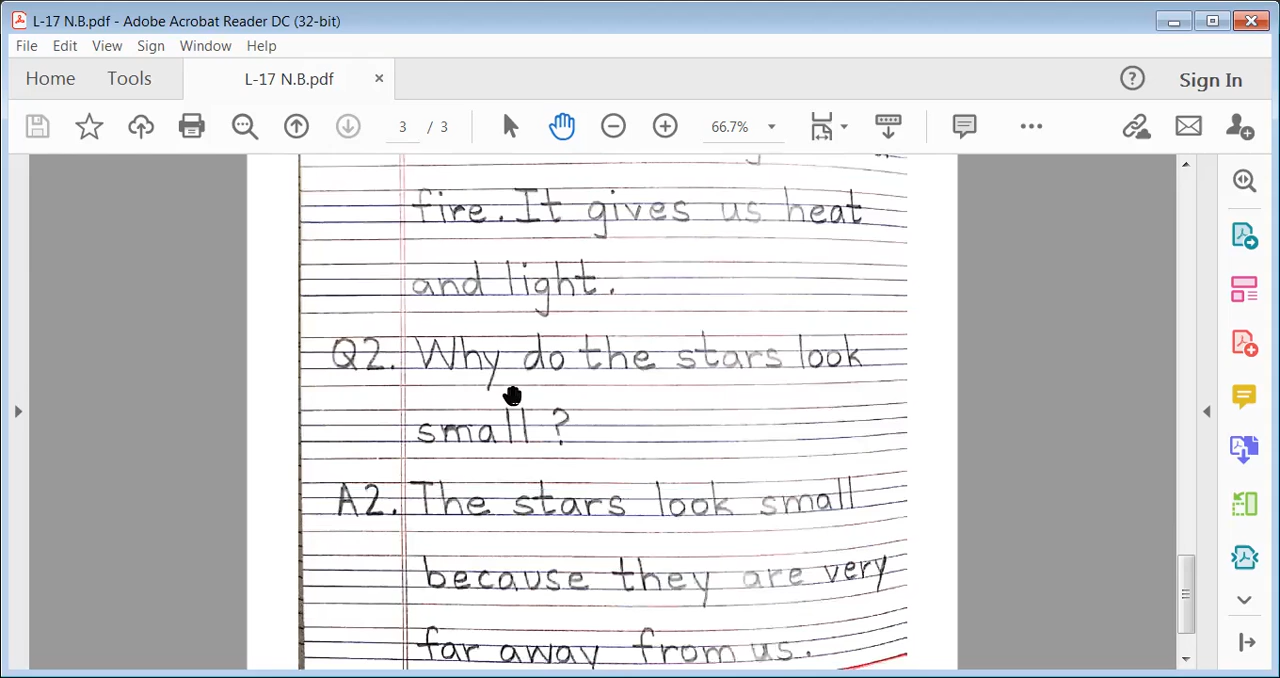 L-17 N.B.pdf - Adobe Acrobat Reader DC (32-bit)
File Edit View Sign Window Help
Home Tools L-17 N.B.pdf × ? Sign In
3 / 3 66.7%
fire. It gives us heat
and light.
Q2. Why do the stars look
small ?
A2. The stars look small
because they are very
far away from us.